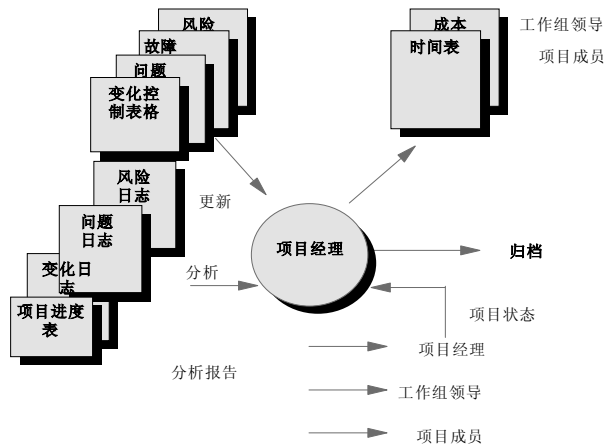 风险
故障
问题
变化控
制表格
风险
日志
问题
日志
变化日
志
项目进度
表
更新
分析
分析报告
项目经理
成本
时间表
工作组领导
项目成员
归档
项目状态
项目经理
工作组领导
项目成员